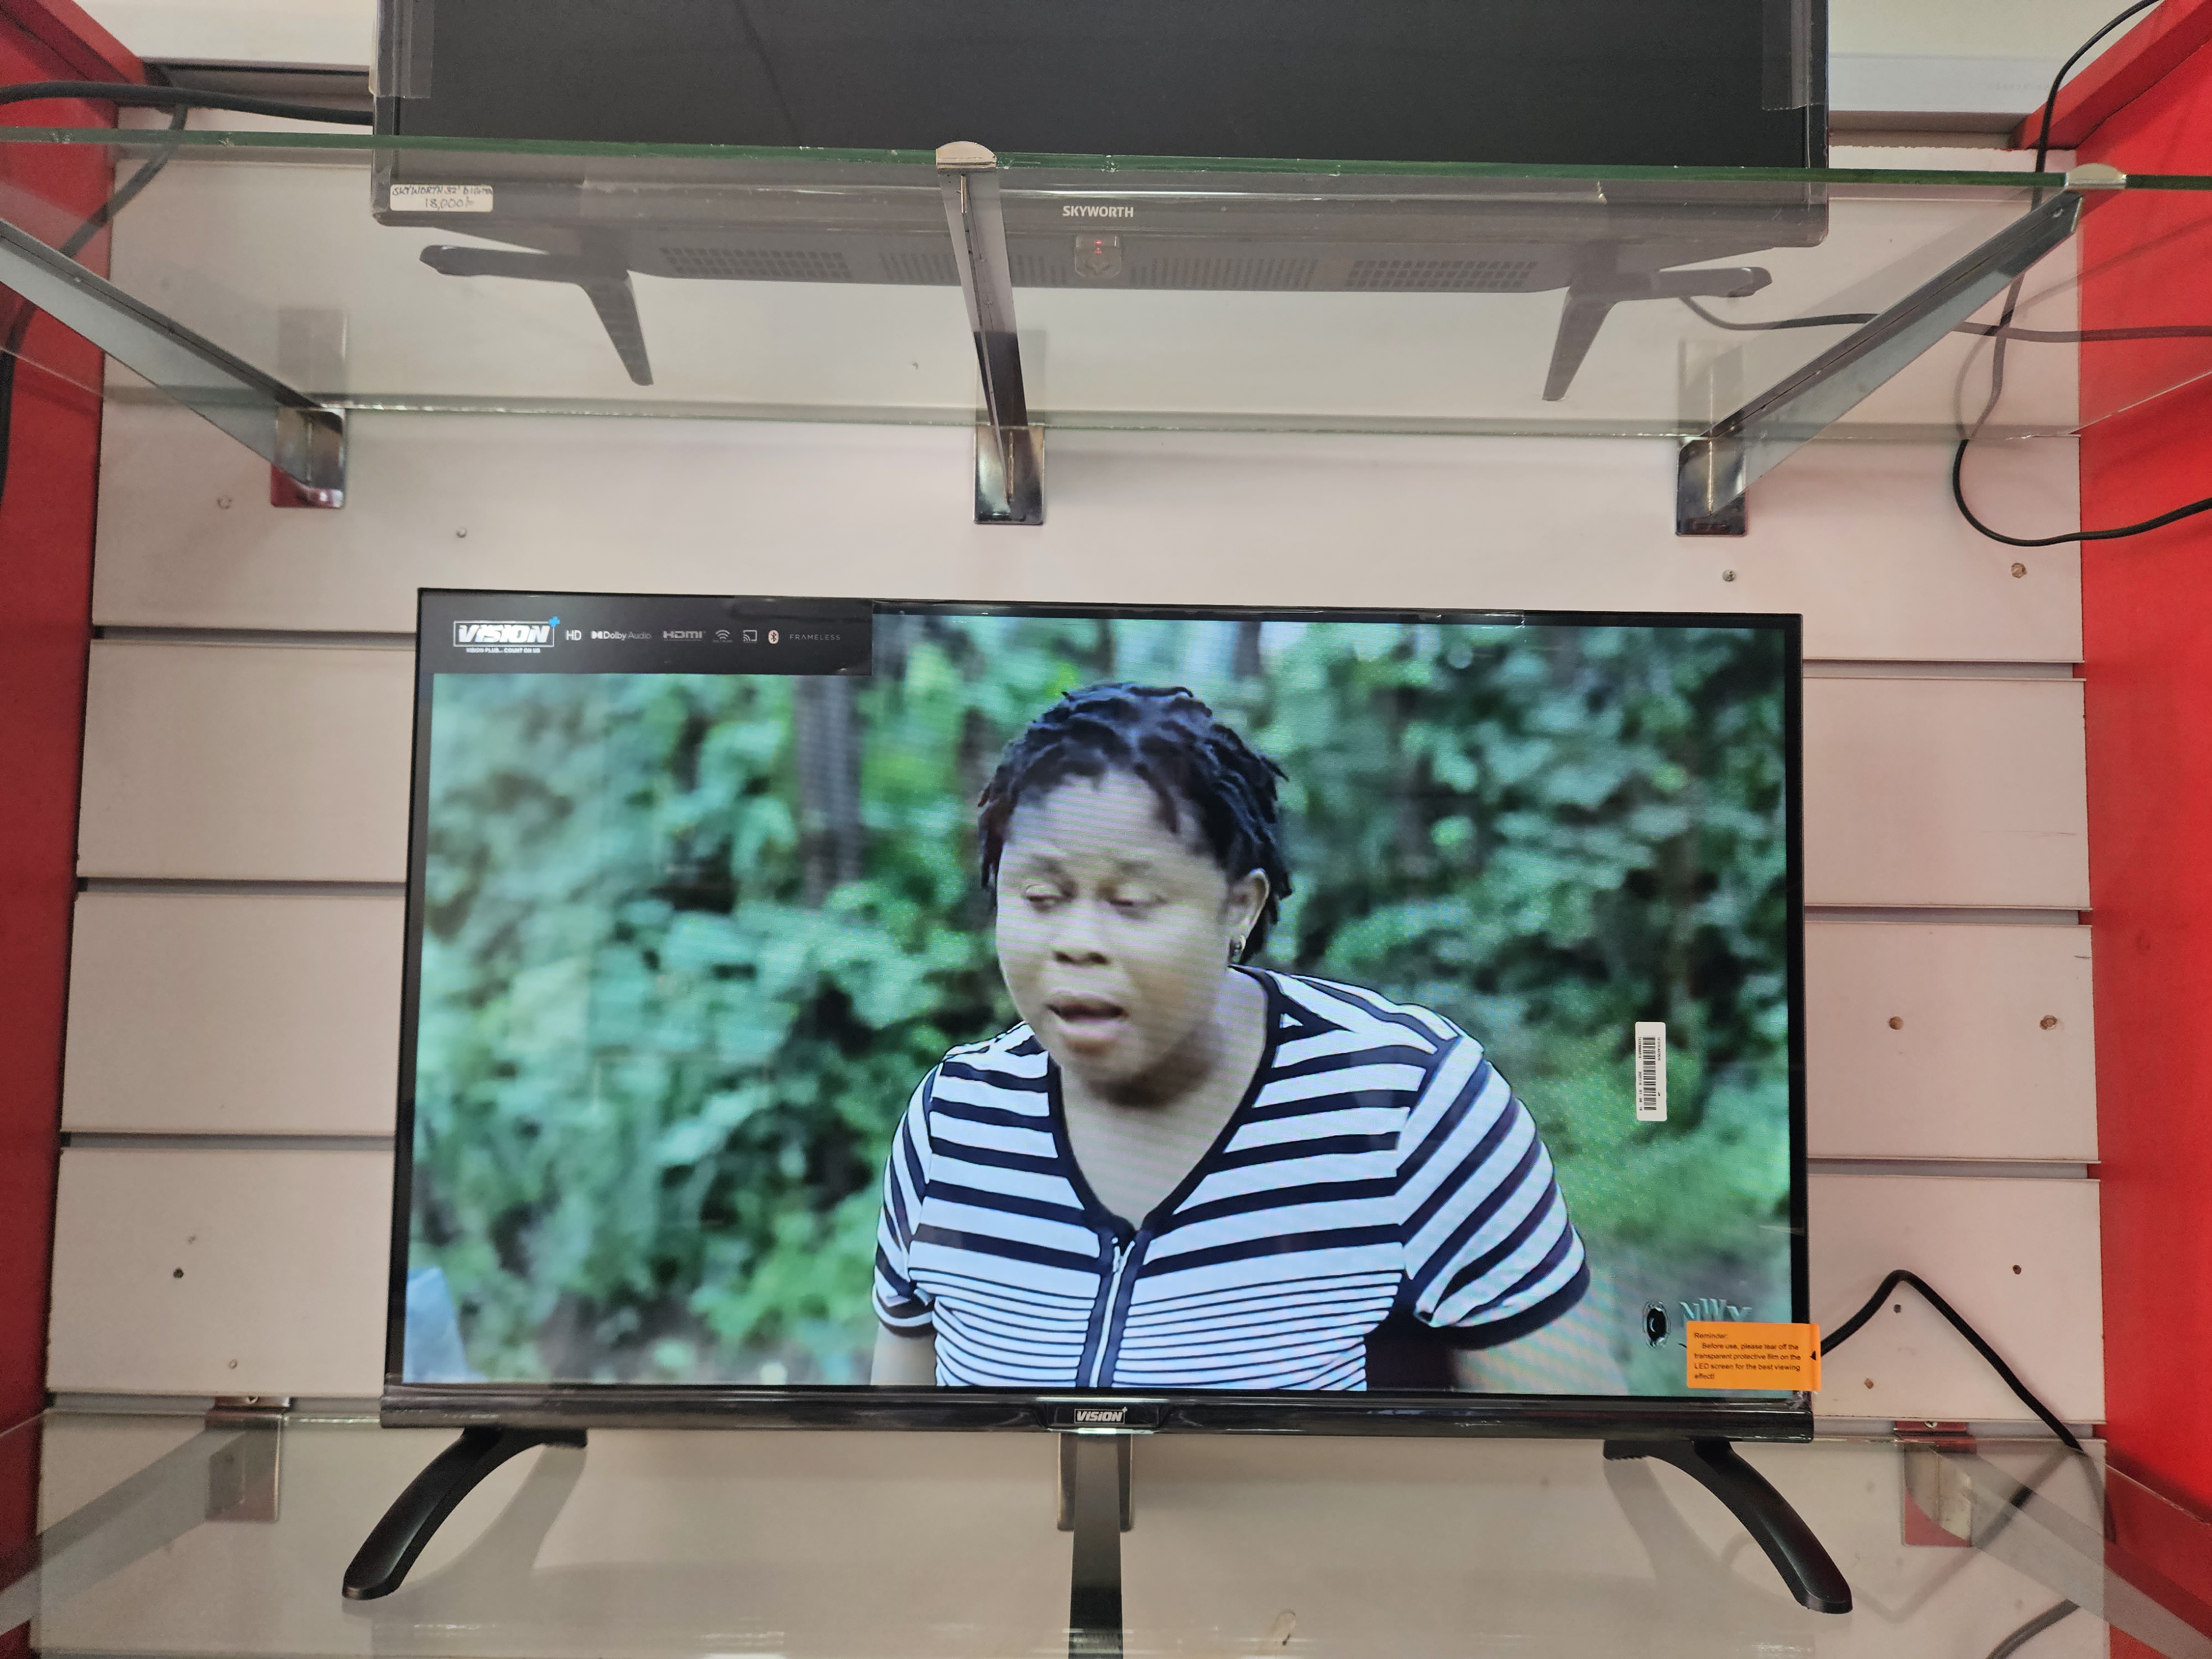 SKYWORTH 32" Digital
18,000/=
SKYWORTH
VISION+ HD Dolby Audio HDMI FRAMELESS
VISION PLUS... COUNT ON US
Reminder:
Before use, please tear off the
transparent protective film on the
LED screen for the best viewing
effect!
VISION+